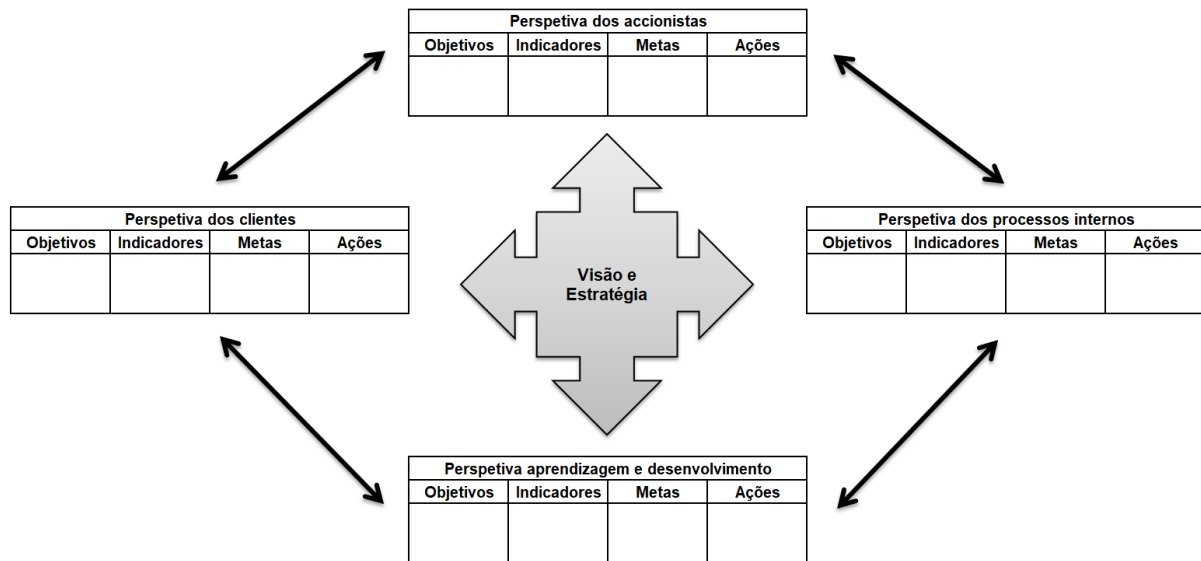 Perspetiva dos accionistas
Objetivos Indicadores Metas Ações
Perspetiva dos clientes
Objetivos Indicadores Metas Ações
Visão e
Estratégia
Perspetiva dos processos internos
Objetivos Indicadores Metas Ações
Perspetiva aprendizagem e desenvolvimento
Objetivos Indicadores Metas Ações